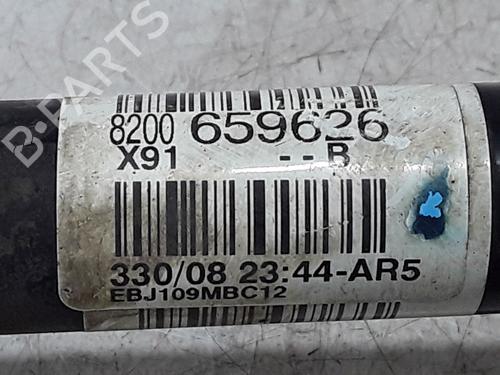 B-PARTS
8200 659626
X91 --B
330/08 23:44-AR5
EBJ109MBC12